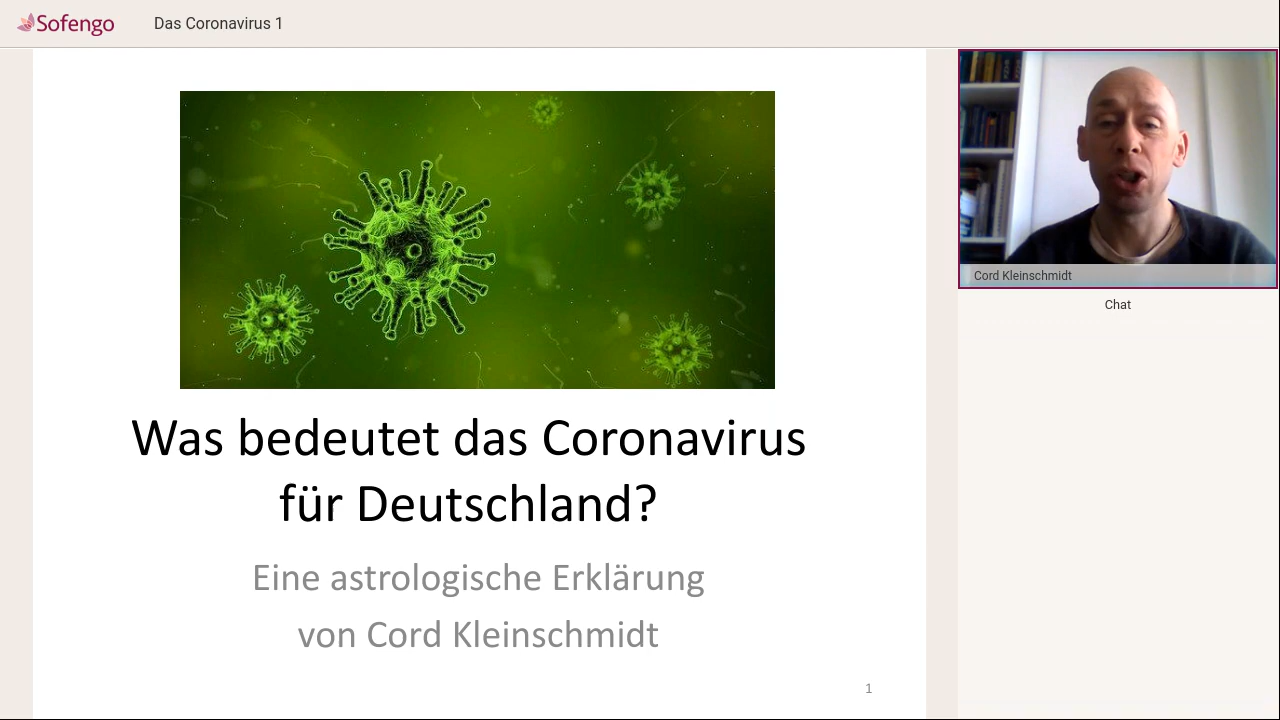 Sofengo
Das Coronavirus 1
Cord Kleinschmidt
Chat
Was bedeutet das Coronavirus
für Deutschland?
Eine astrologische Erklärung
von Cord Kleinschmidt
1